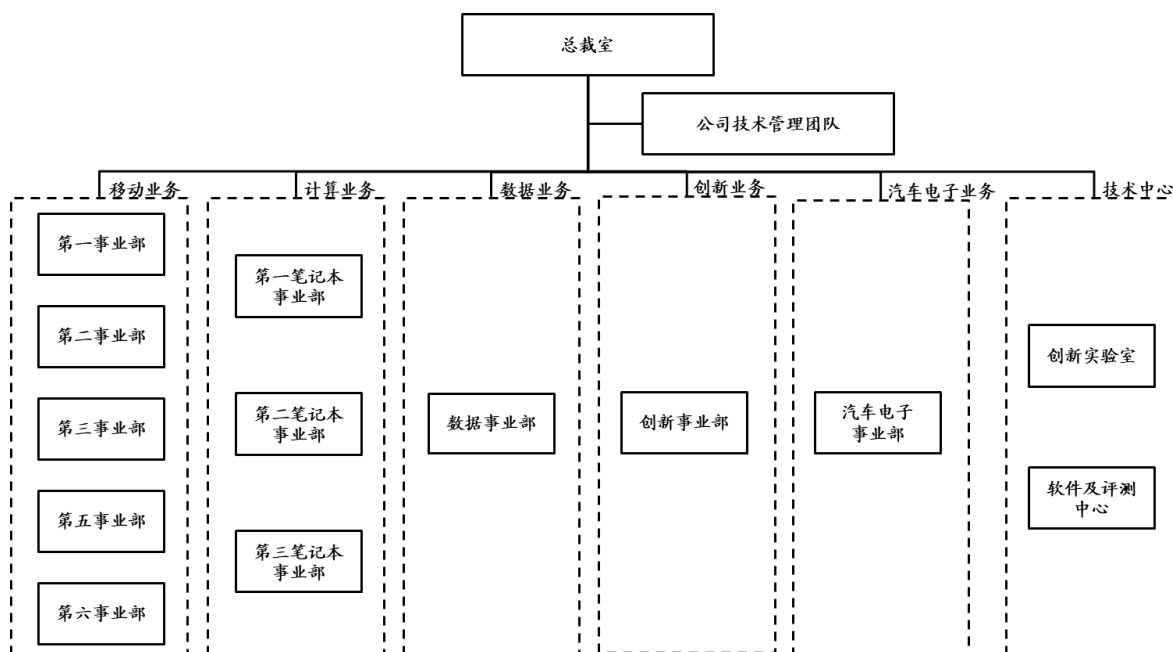 总裁室
公司技术管理团队
移动业务
计算业务
数据业务
创新业务
汽车电子业务
技术中心
第一事业部
第二事业部
第三事业部
第五事业部
第六事业部
第一笔记本
事业部
第二笔记本
事业部
第三笔记本
事业部
数据事业部
创新事业部
汽车电子
事业部
创新实验室
软件及评测
中心